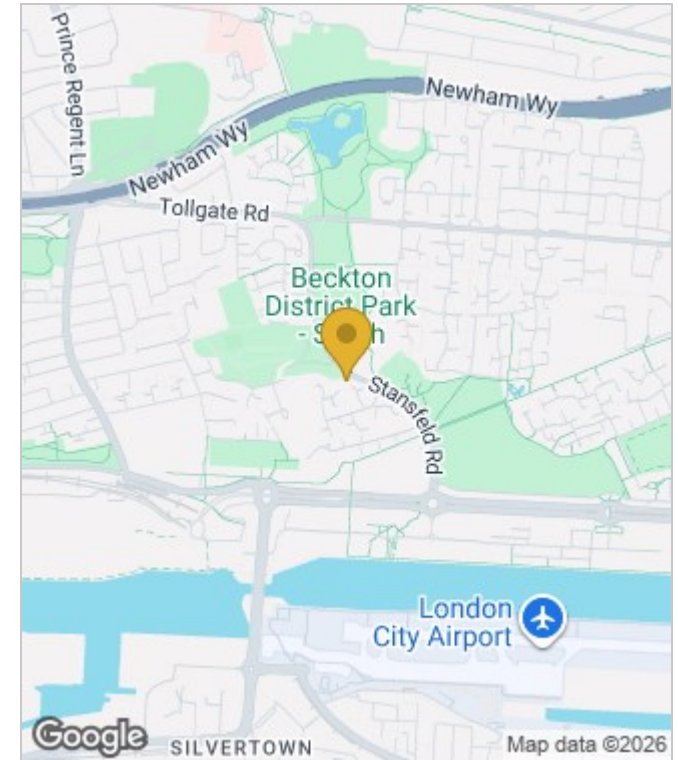 Prince Regent Ln
Newham Wy
Newham Wy
Tollgate Rd
Beckton
District Park
- S h
Stansfeld Rd
London
City Airport
Google
SILVERTOWN
Map data ©2026